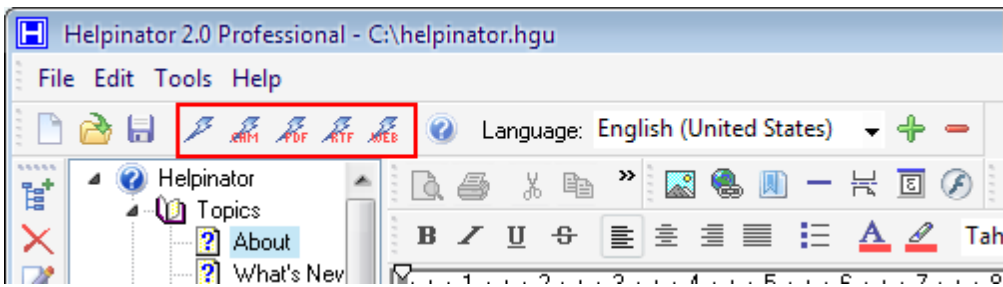 Helpinator 2.0 Professional - C:\helpinator.hgu
File Edit Tools Help
PDF RTF WEB Language: English (United States)
Helpinator
Topics
About
B I U S A Tah
What's New
1 2 3 4 5 6 7 8